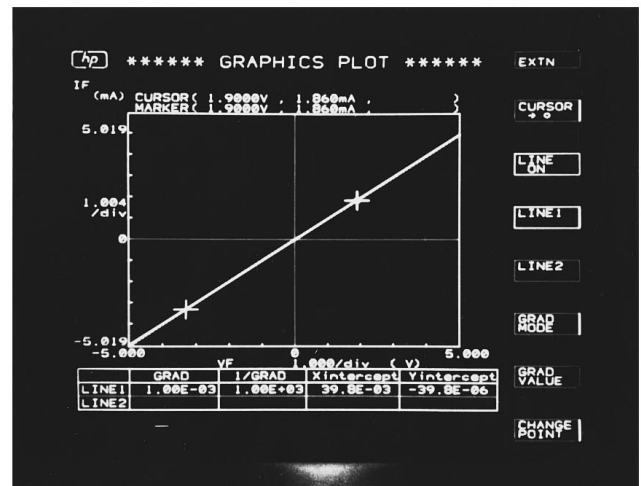 hp ****** GRAPHICS PLOT ******
IF
(mA)
CURSOR( 1.9000V , 1.860mA , )
MARKER( 1.9000V , 1.860mA , )
5.019
1.004
/div
0
-5.019
-5.000 0 5.000
VF 1.000/div ( V)
GRAD 1/GRAD Xintercept Yintercept
LINE1 1.00E-03 1.00E+03 39.8E-03 -39.8E-06
LINE2
EXTN
CURSOR
→ o
LINE
ON
LINE1
LINE2
GRAD
MODE
GRAD
VALUE
CHANGE
POINT